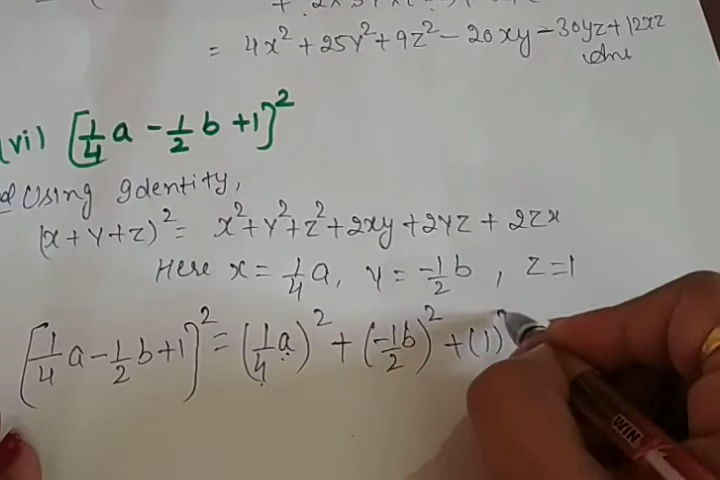 = 4x² + 25y² + 9z² - 20xy - 30yz + 12xz
Ans
(vi) [1/4 a - 1/2 b + 1]²
Using Identity,
(x + y + z)² = x² + y² + z² + 2xy + 2yz + 2zx
Here x = 1/4 a, y = -1/2 b, z = 1
[1/4 a - 1/2 b + 1]² = (1/4 a)² + (-1/2 b)² + (1)²
WIN